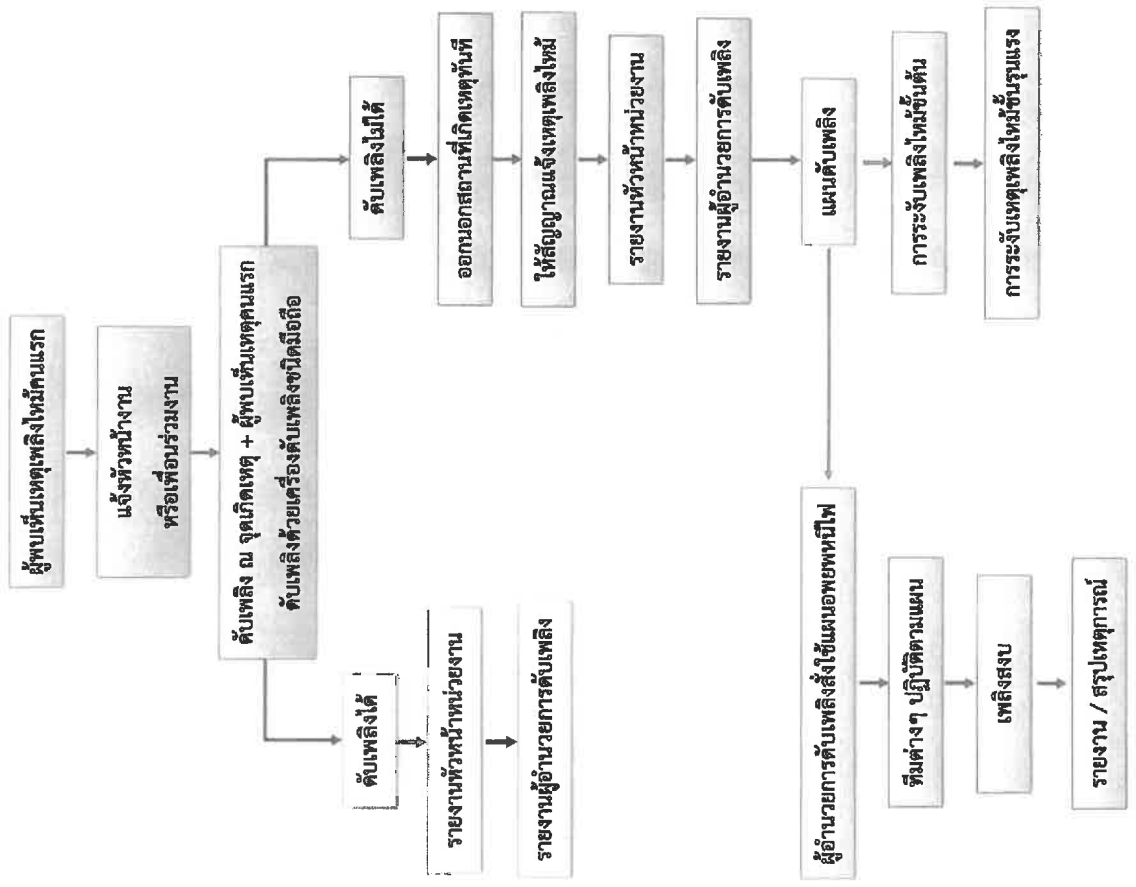 ผู้พบเห็นเหตุเพลิงไหม้คนแรก
แจ้งหัวหน้างาน
หรือเพื่อนร่วมงาน
ดับเพลิง ณ จุดเกิดเหตุ + ผู้พบเห็นเหตุคนแรก
ดับเพลิงด้วยเครื่องดับเพลิงชนิดมือถือ
ดับเพลิงได้
รายงานหัวหน้าหน่วยงาน
รายงานผู้อำนวยการดับเพลิง
ดับเพลิงไม่ได้
ออกนอกสถานที่เกิดเหตุทันที
ให้สัญญาณแจ้งเหตุเพลิงไหม้
รายงานหัวหน้าหน่วยงาน
รายงานผู้อำนวยการดับเพลิง
แผนดับเพลิง
การระงับเพลิงไหม้ขั้นต้น
การระงับเหตุเพลิงไหม้ขั้นรุนแรง
ผู้อำนวยการดับเพลิงสั่งใช้แผนอพยพหนีไฟ
ทีมต่างๆ ปฏิบัติตามแผน
เพลิงสงบ
รายงาน / สรุปเหตุการณ์